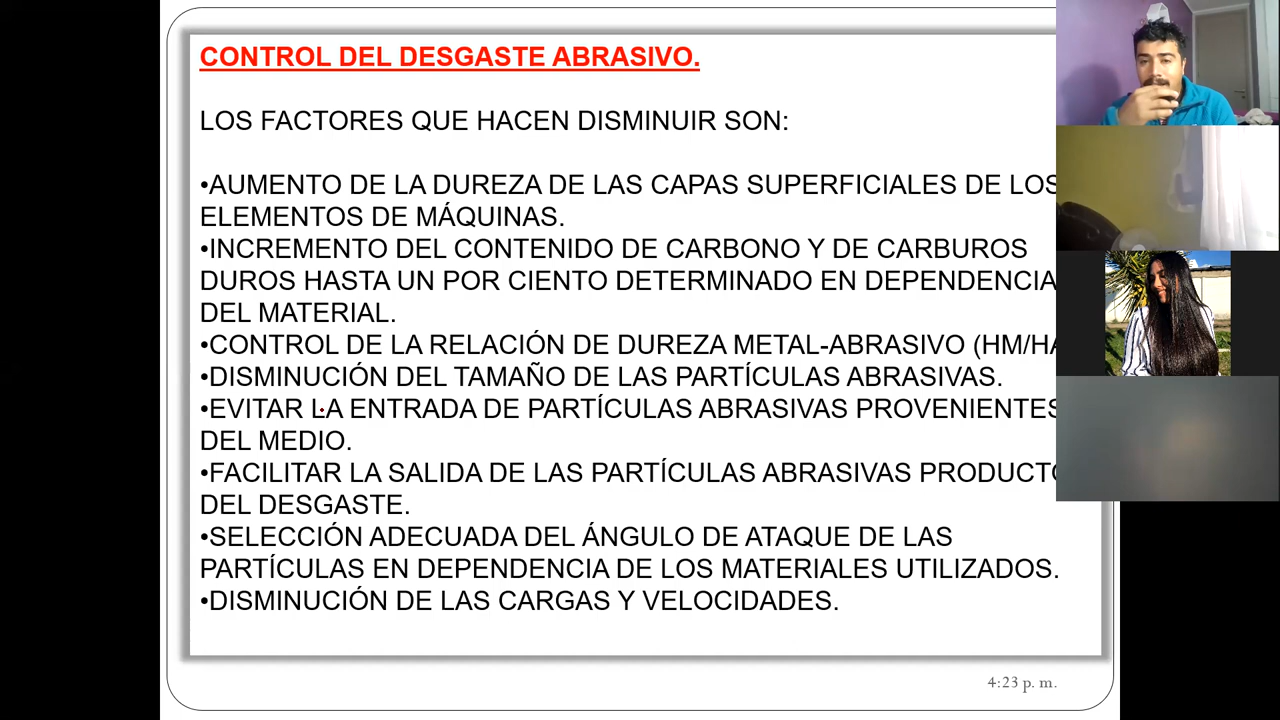 CONTROL DEL DESGASTE ABRASIVO.
LOS FACTORES QUE HACEN DISMINUIR SON:
•AUMENTO DE LA DUREZA DE LAS CAPAS SUPERFICIALES DE LOS
ELEMENTOS DE MÁQUINAS.
•INCREMENTO DEL CONTENIDO DE CARBONO Y DE CARBUROS
DUROS HASTA UN POR CIENTO DETERMINADO EN DEPENDENCIA
DEL MATERIAL.
•CONTROL DE LA RELACIÓN DE DUREZA METAL-ABRASIVO (HM/HA
•DISMINUCIÓN DEL TAMAÑO DE LAS PARTÍCULAS ABRASIVAS.
•EVITAR LA ENTRADA DE PARTÍCULAS ABRASIVAS PROVENIENTES
DEL MEDIO.
•FACILITAR LA SALIDA DE LAS PARTÍCULAS ABRASIVAS PRODUCTO
DEL DESGASTE.
•SELECCIÓN ADECUADA DEL ÁNGULO DE ATAQUE DE LAS
PARTÍCULAS EN DEPENDENCIA DE LOS MATERIALES UTILIZADOS.
•DISMINUCIÓN DE LAS CARGAS Y VELOCIDADES.
4:23 p. m.